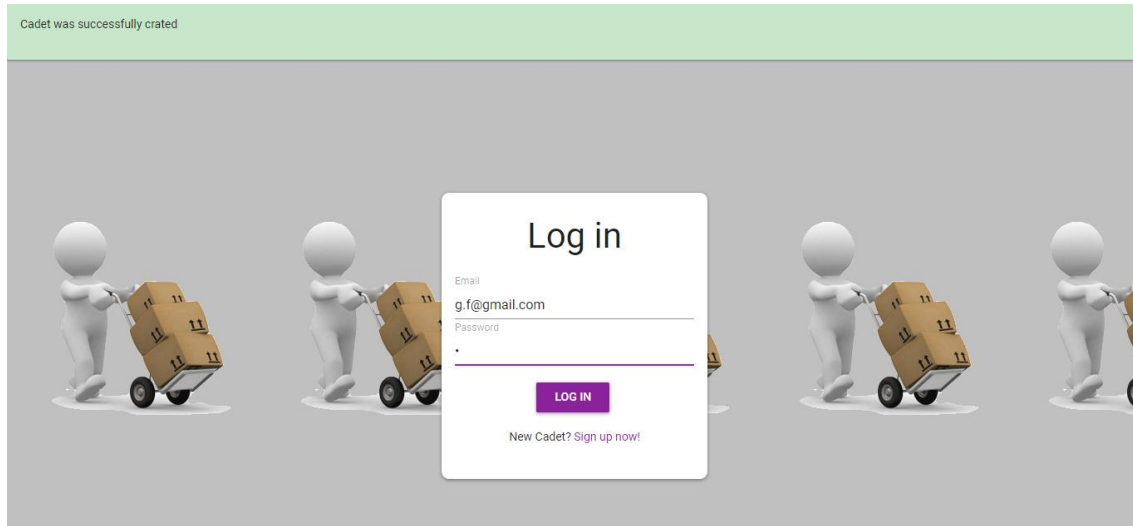 Cadet was successfully crated
Log in
Email
g.f@gmail.com
Password
•
LOG IN
New Cadet? Sign up now!